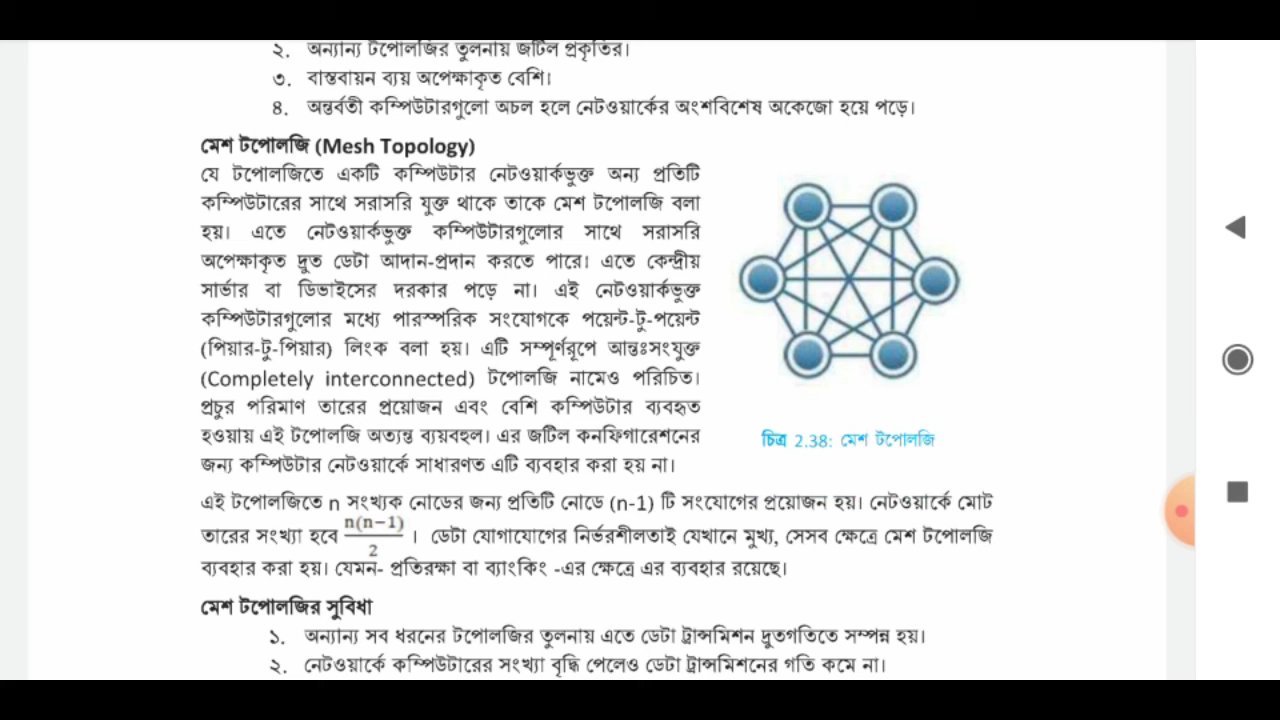 ২. অন্যান্য টপোলজির তুলনায় জটিল প্রকৃতির।
৩. বাস্তবায়ন ব্যয় অপেক্ষাকৃত বেশি।
৪. অন্তর্বর্তী কম্পিউটারগুলো অচল হলে নেটওয়ার্কের অংশবিশেষ অকেজো হয়ে পড়ে।
মেশ টপোলজি (Mesh Topology)
যে টপোলজিতে একটি কম্পিউটার নেটওয়ার্কভুক্ত অন্য প্রতিটি
কম্পিউটারের সাথে সরাসরি যুক্ত থাকে তাকে মেশ টপোলজি বলা
হয়। এতে নেটওয়ার্কভুক্ত কম্পিউটারগুলোর সাথে সরাসরি
অপেক্ষাকৃত দ্রুত ডেটা আদান-প্রদান করতে পারে। এতে কেন্দ্রীয়
সার্ভার বা ডিভাইসের দরকার পড়ে না। এই নেটওয়ার্কভুক্ত
কম্পিউটারগুলোর মধ্যে পারস্পরিক সংযোগকে পয়েন্ট-টু-পয়েন্ট
(পিয়ার-টু-পিয়ার) লিংক বলা হয়। এটি সম্পূর্ণরূপে আন্তঃসংযুক্ত
(Completely interconnected) টপোলজি নামেও পরিচিত।
প্রচুর পরিমাণ তারের প্রয়োজন এবং বেশি কম্পিউটার ব্যবহৃত
হওয়ায় এই টপোলজি অত্যন্ত ব্যয়বহুল। এর জটিল কনফিগারেশনের
জন্য কম্পিউটার নেটওয়ার্কে সাধারণত এটি ব্যবহার করা হয় না।
চিত্র 2.38: মেশ টপোলজি
এই টপোলজিতে n সংখ্যক নোডের জন্য প্রতিটি নোডে (n-1) টি সংযোগের প্রয়োজন হয়। নেটওয়ার্কে মোট
তারের সংখ্যা হবে n(n−1)/2 । ডেটা যোগাযোগের নির্ভরশীলতাই যেখানে মুখ্য, সেসব ক্ষেত্রে মেশ টপোলজি
ব্যবহার করা হয়। যেমন- প্রতিরক্ষা বা ব্যাংকিং -এর ক্ষেত্রে এর ব্যবহার রয়েছে।
মেশ টপোলজির সুবিধা
১. অন্যান্য সব ধরনের টপোলজির তুলনায় এতে ডেটা ট্রান্সমিশন দ্রুতগতিতে সম্পন্ন হয়।
২. নেটওয়ার্কে কম্পিউটারের সংখ্যা বৃদ্ধি পেলেও ডেটা ট্রান্সমিশনের গতি কমে না।